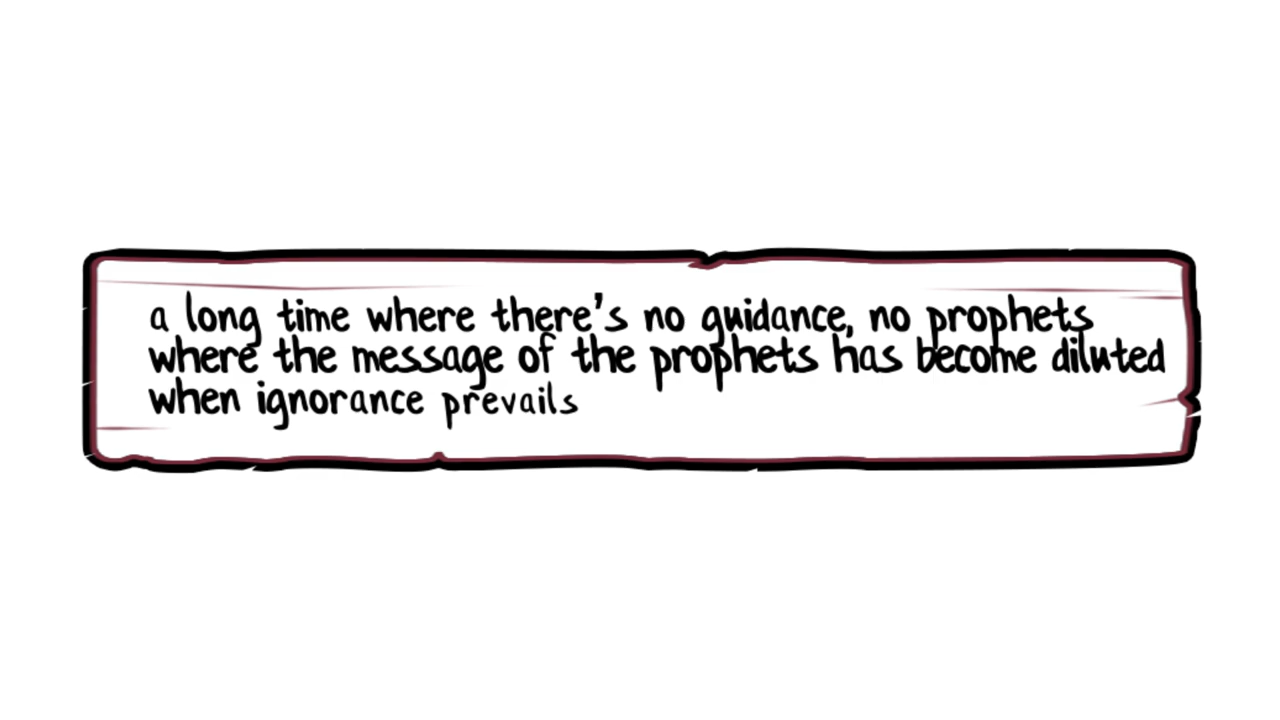 a long time where there's no guidance, no prophets
where the message of the prophets has become diluted
when ignorance prevails